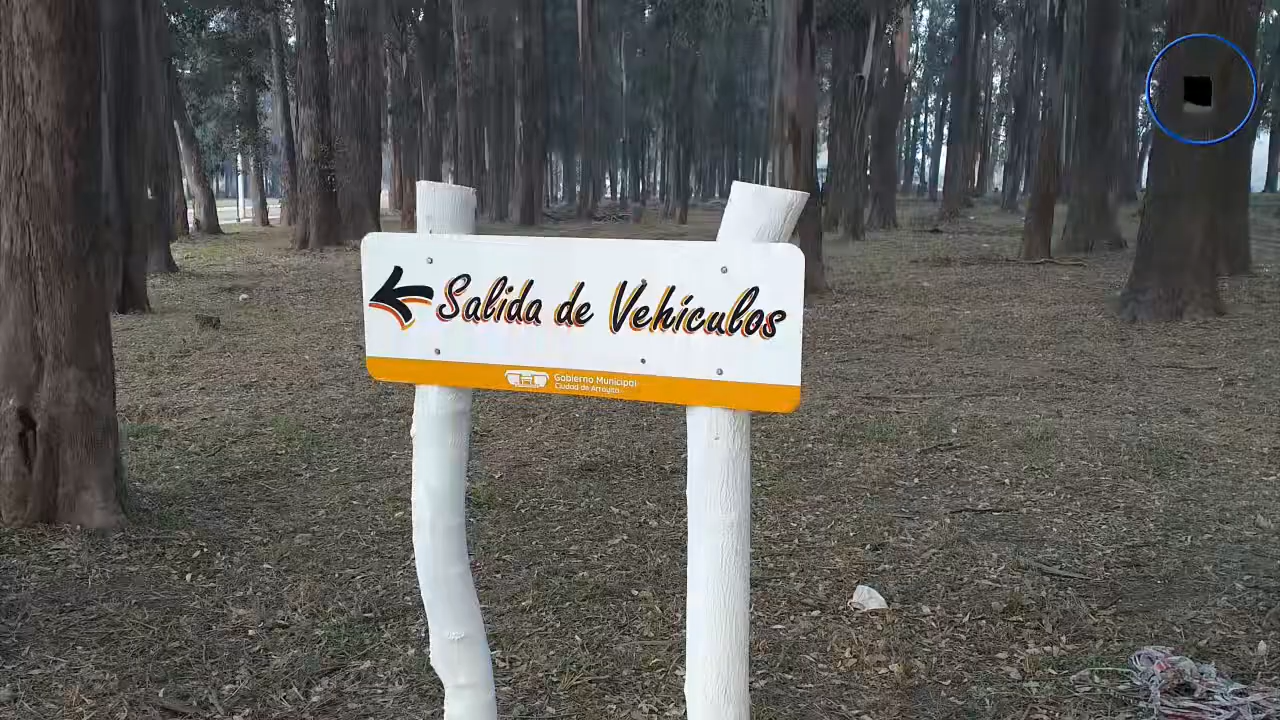 Salida de Vehículos
Gobierno Municipal
Ciudad de Arroyito